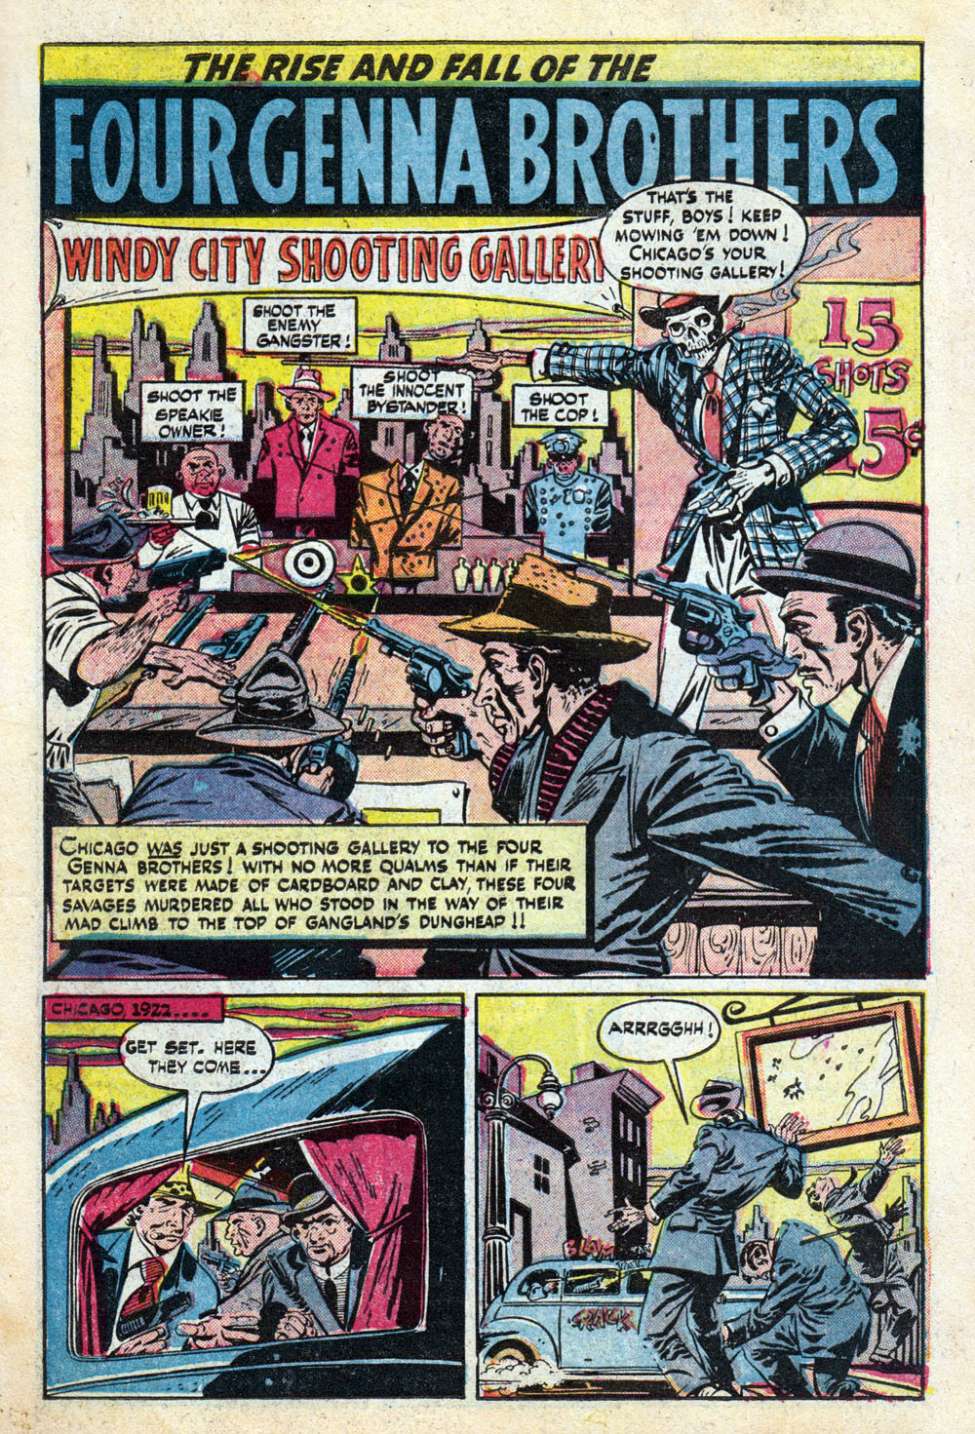 THE RISE AND FALL OF THE
FOUR GENNA BROTHERS
WINDY CITY SHOOTING GALLERY
THAT'S THE
STUFF, BOYS! KEEP
MOWING 'EM DOWN!
CHICAGO'S YOUR
SHOOTING GALLERY!
SHOOT THE
ENEMY
GANGSTER!
SHOOT THE
SPEAKIE
OWNER!
SHOOT
THE INNOCENT
BYSTANDER!
SHOOT
THE COP!
15
SHOTS
25¢
CHICAGO WAS JUST A SHOOTING GALLERY TO THE FOUR
GENNA BROTHERS! WITH NO MORE QUALMS THAN IF THEIR
TARGETS WERE MADE OF CARDBOARD AND CLAY, THESE FOUR
SAVAGES MURDERED ALL WHO STOOD IN THE WAY OF THEIR
MAD CLIMB TO THE TOP OF GANGLAND'S DUNGHEAP!!
CHICAGO, 1922....
GET SET. HERE
THEY COME...
ARRRGGHH!
BLAM
CRACK